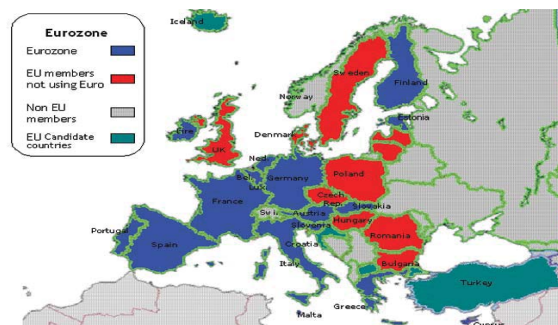 Iceland
Eurozone
Eurozone
EU members
not using Euro
Non EU
members
EU Candidate
countries
Norway
Sweden
Finland
Estonia
Denmark
Eire
UK
Ned.
Bel.
Lux.
Germany
Poland
Czech
Rep.
Slovakia
France
Swi.
Austria
Hungary
Slovenia
Romania
Croatia
Portugal
Spain
Italy
Bulgaria
Turkey
Greece
Malta
Cyprus